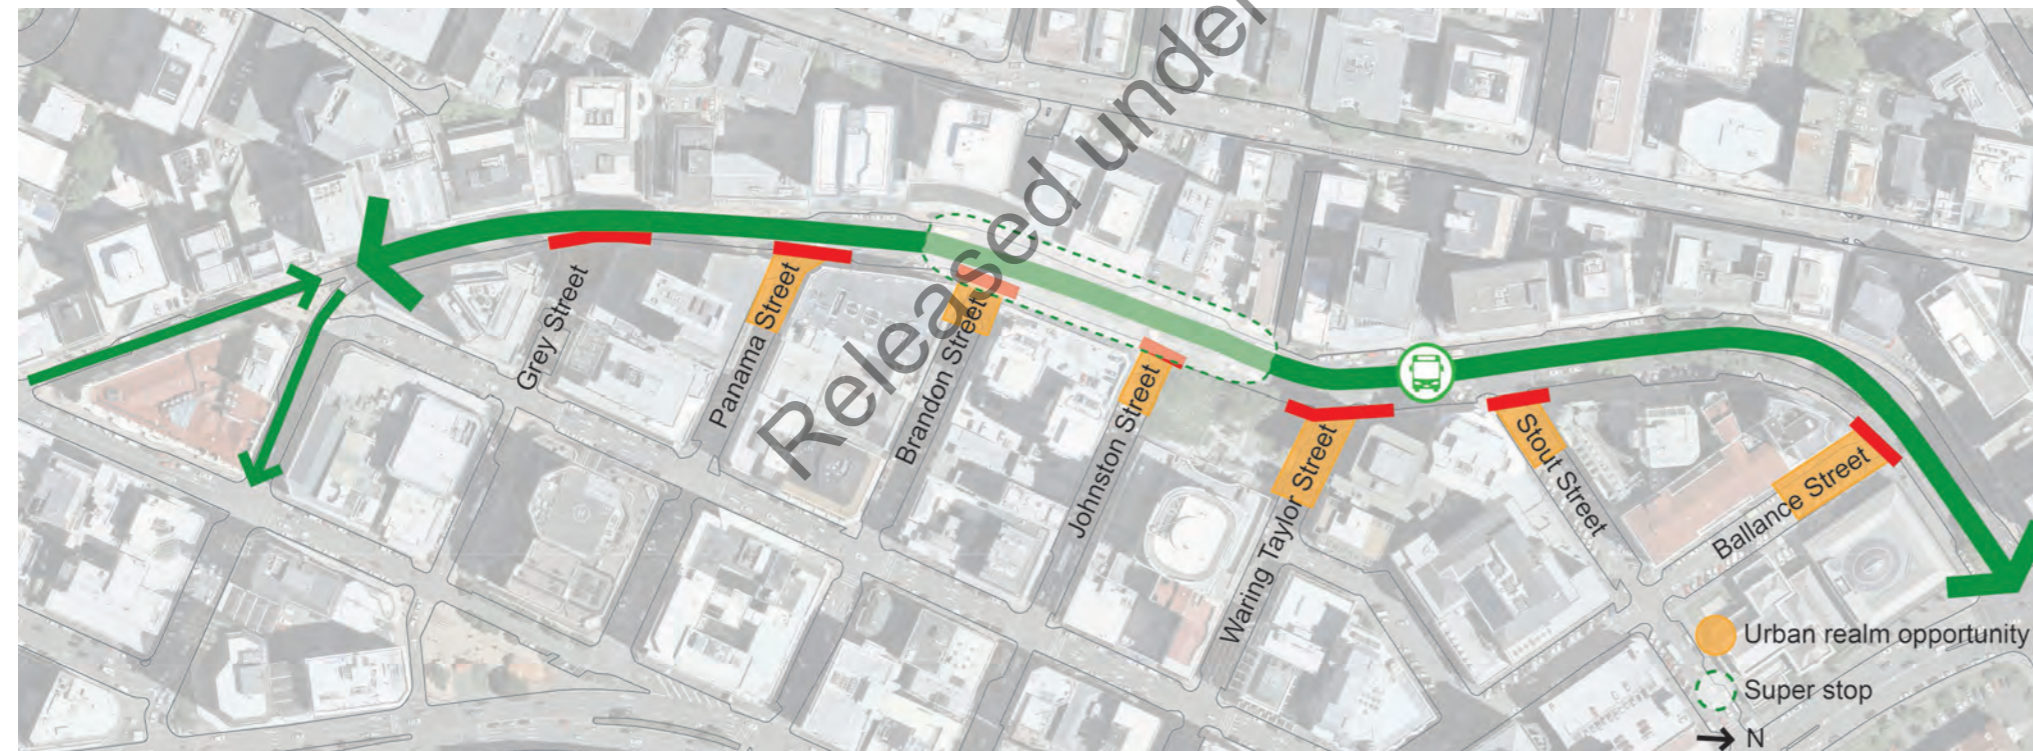 Released under
Grey Street
Panama Street
Brandon Street
Johnston Street
Waring Taylor Street
Stout Street
Ballance Street
Urban realm opportunity
Super stop
N